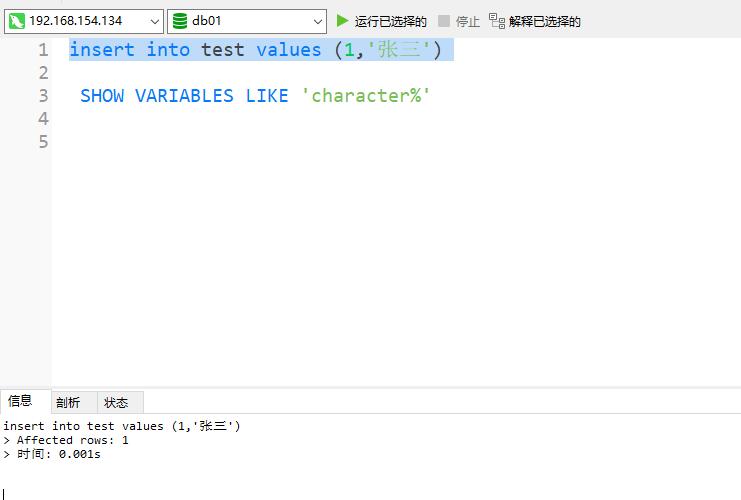 192.168.154.134 db01 运行已选择的 停止 解释已选择的
1 insert into test values (1,'张三')
2
3 SHOW VARIABLES LIKE 'character%'
4
5
信息 剖析 状态
insert into test values (1,'张三')
> Affected rows: 1
> 时间: 0.001s